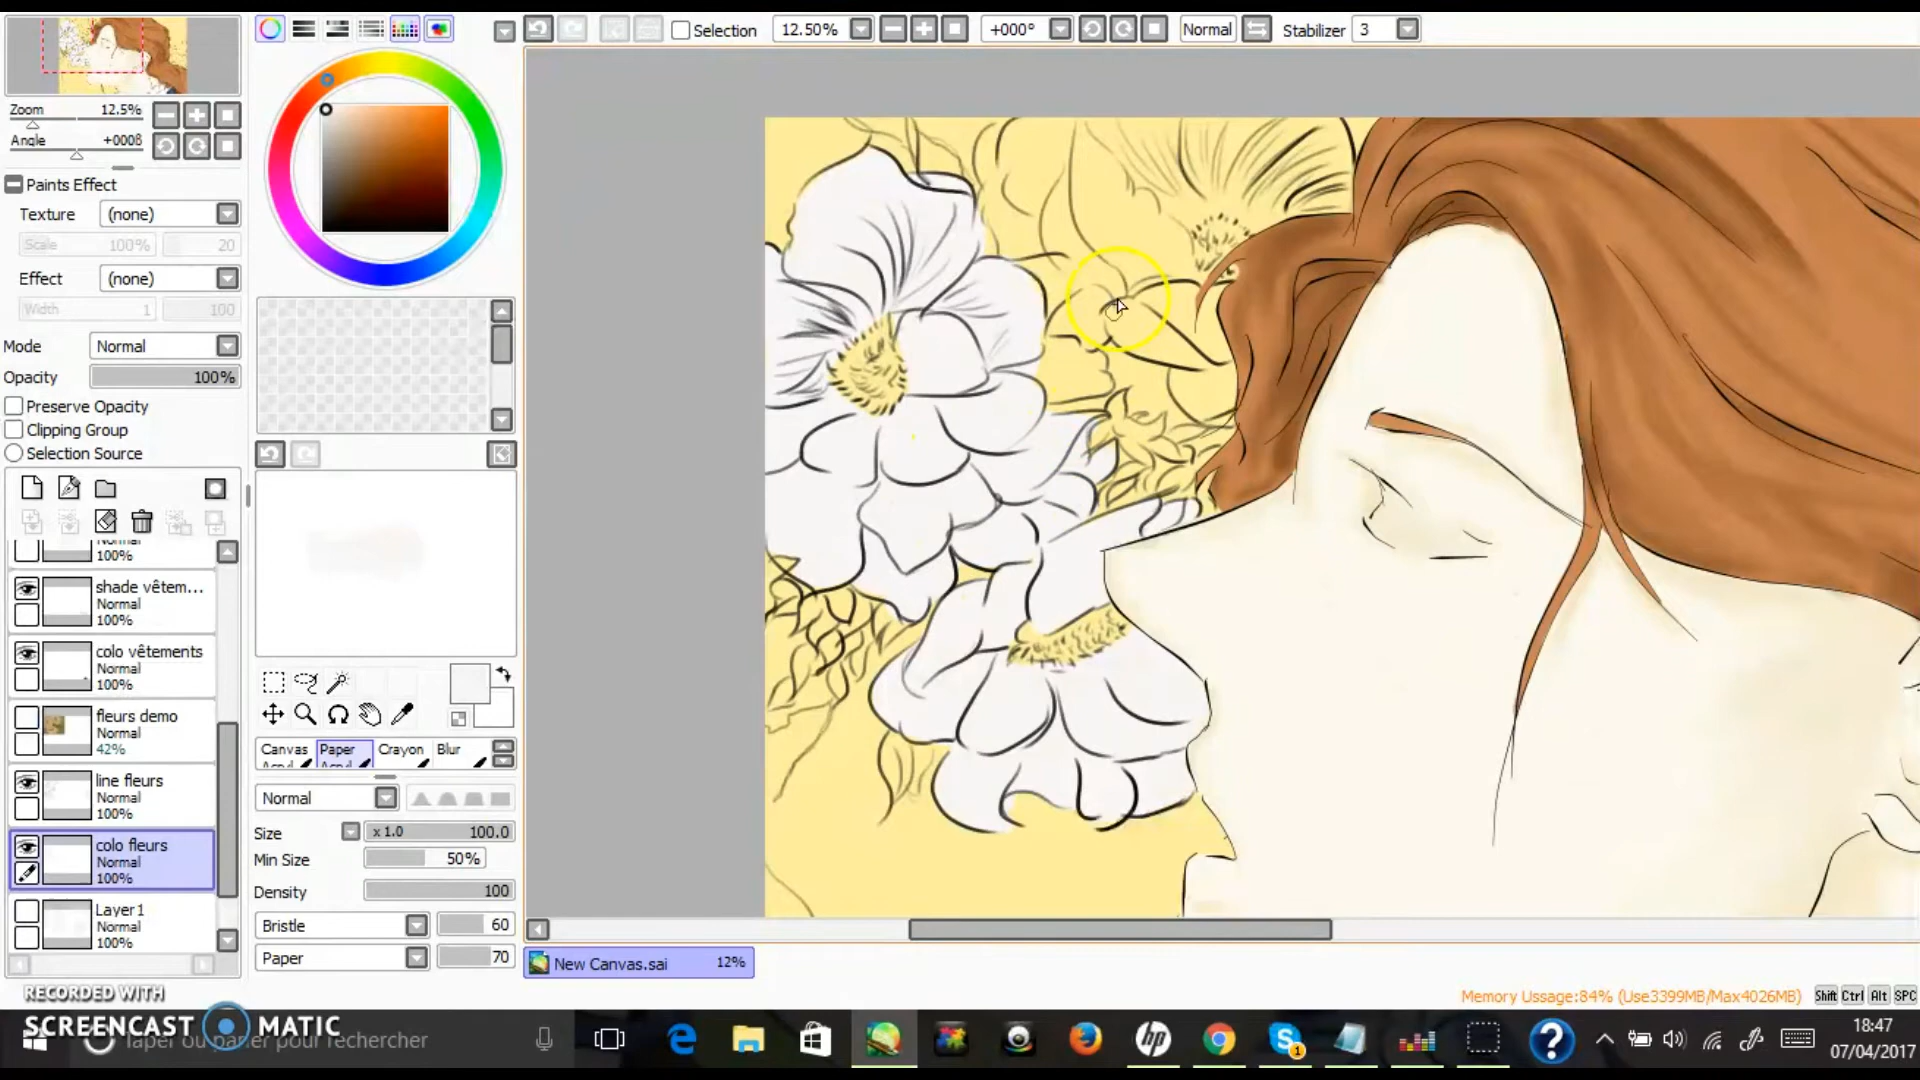 Selection
12.50%
+000°
Normal
Stabilizer
3
Zoom
12.5%
Angle
+0008
Paints Effect
Texture
(none)
Scale
100%
20
Effect
(none)
Width
1
100
Mode
Normal
Opacity
100%
Preserve Opacity
Clipping Group
Selection Source
Normal
100%
shade vêtem...
Normal
100%
colo vêtements
Normal
100%
fleurs demo
Normal
42%
line fleurs
Normal
100%
colo fleurs
Normal
100%
Layer1
Normal
100%
Canvas
Paper
Crayon
Blur
Normal
Size
x 1.0
100.0
Min Size
50%
Density
100
Bristle
60
Paper
70
New Canvas.sai
12%
Memory Ussage:84% (Use3399MB/Max4026MB)
Shift Ctrl Alt SPC
RECORDED WITH
SCREENCAST MATIC
Taper ou parler pour rechercher
hp
1
?
18:47
07/04/2017